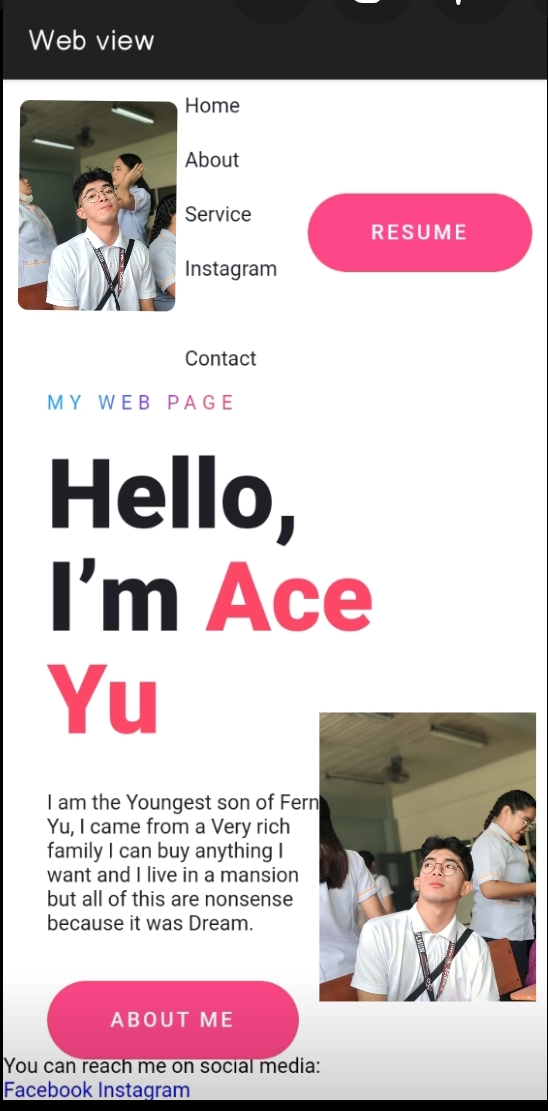 Web view
Home
About
Service
Instagram
RESUME
Contact
MY WEB PAGE
Hello,
I’m Ace
Yu
I am the Youngest son of Fern
Yu, I came from a Very rich
family I can buy anything I
want and I live in a mansion
but all of this are nonsense
because it was Dream.
ABOUT ME
You can reach me on social media:
Facebook Instagram